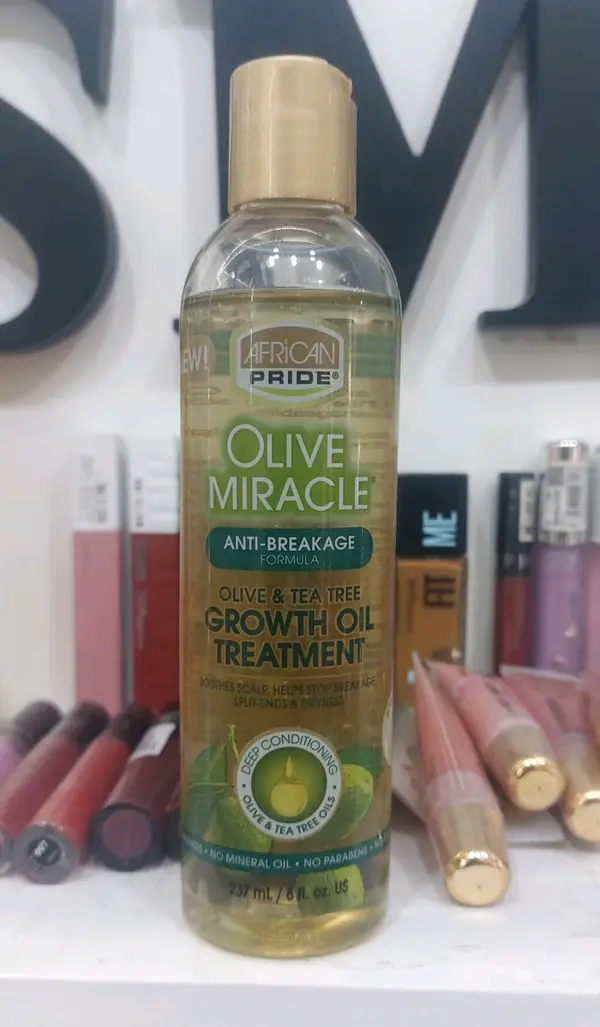 SM
EW!
AFRICAN
PRIDE®
OLIVE
MIRACLE®
ANTI-BREAKAGE
FORMULA
OLIVE & TEA TREE
GROWTH OIL
TREATMENT
SOOTHES SCALP, HELPS STOP BREAKAGE,
SPLIT-ENDS & DRYNESS
DEEP CONDITIONING
• OLIVE & TEA TREE OILS •
• NO MINERAL OIL • NO PARABENS •
237 mL / 8 fl. oz. US
FIT
ME